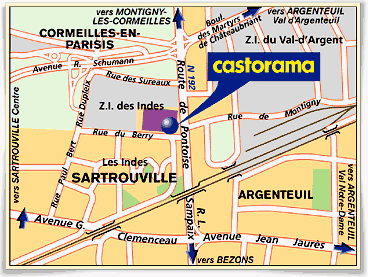 vers MONTIGNY-
LES-CORMEILLES
Boul.
des Martyrs
de Châteaubriant
vers ARGENTEUIL
Val d'Argenteuil
CORMEILLES-EN-
PARISIS
Z.I. du Val-d'Argent
Avenue R. Schumann
Rue des Sureaux
Route de Pontoise
N 192
castorama
vers SARTROUVILLE Centre
Rue Dupleix
Z.I. des Indes
Rue de Montigny
Rue du Berry
Rue Paul Bert
Les Indes
SARTROUVILLE
ARGENTEUIL
vers ARGENTEUIL
Val Notre-Dame
R. L. Sampaix
Avenue G. Clemenceau
Avenue Jean Jaurès
vers BEZONS